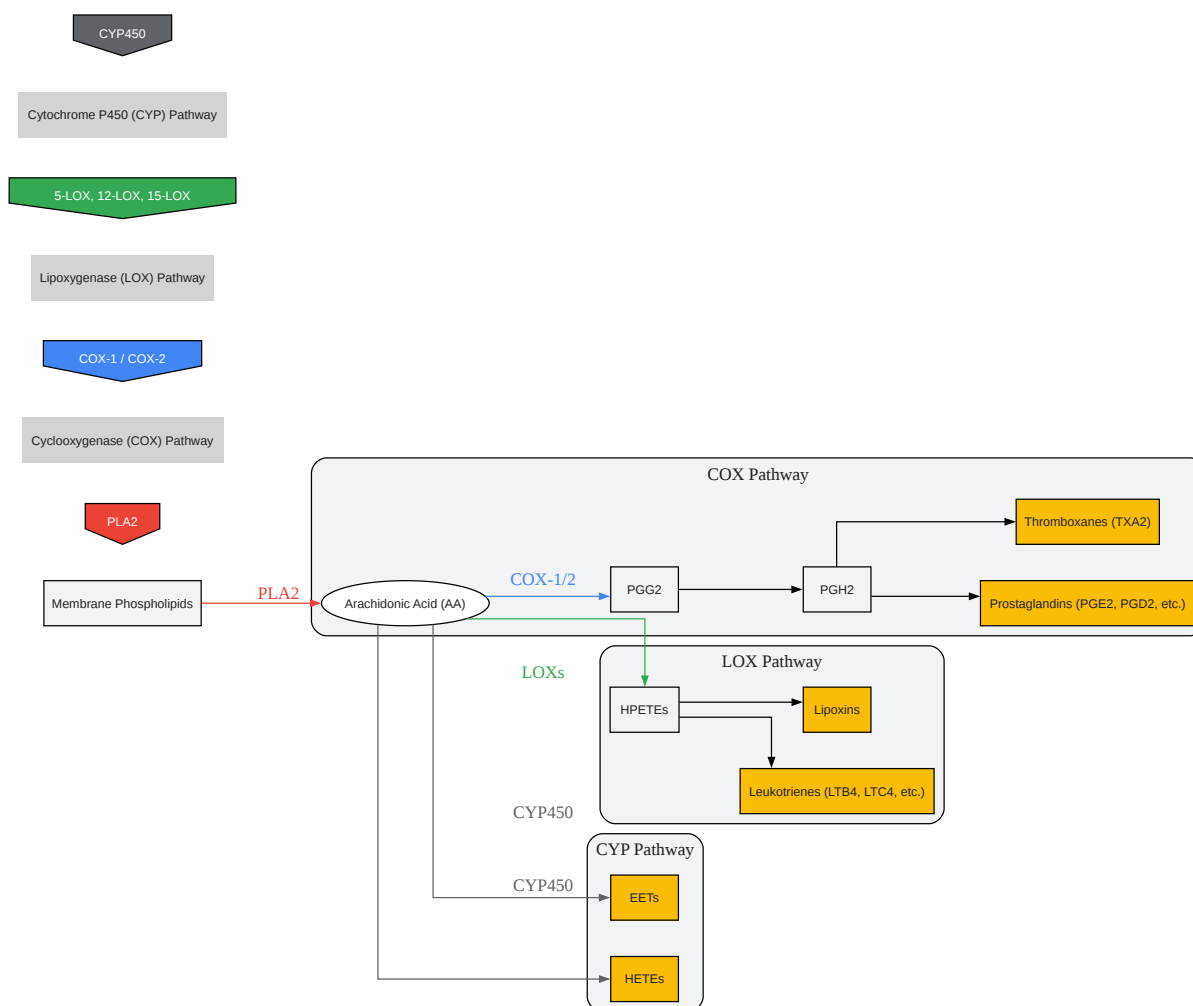 CYP450
Cytochrome P450 (CYP) Pathway
5-LOX, 12-LOX, 15-LOX
Lipoxygenase (LOX) Pathway
COX-1 / COX-2
Cyclooxygenase (COX) Pathway
PLA2
Membrane Phospholipids
PLA2
COX Pathway
Arachidonic Acid (AA)
COX-1/2
PGG2
PGH2
Thromboxanes (TXA2)
Prostaglandins (PGE2, PGD2, etc.)
LOX Pathway
LOXs
HPETEs
Lipoxins
Leukotrienes (LTB4, LTC4, etc.)
CYP450
CYP Pathway
CYP450
EETs
HETEs